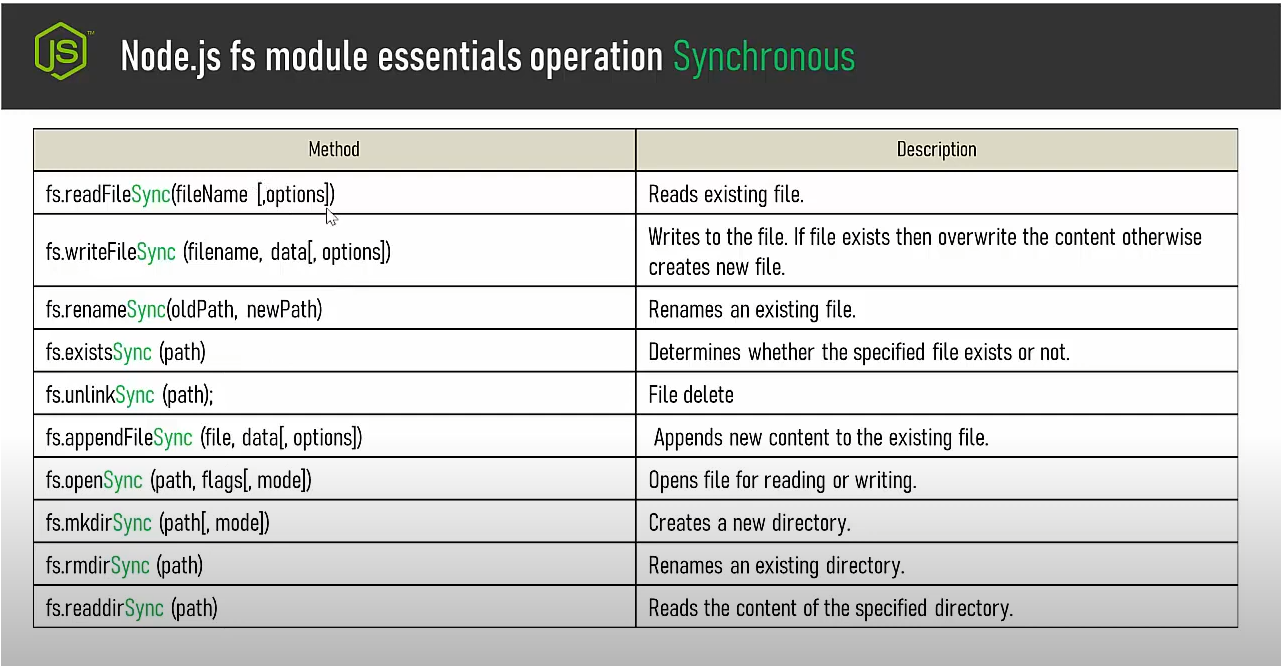 JS™
Node.js fs module essentials operation Synchronous
Method Description
fs.readFileSync(fileName [,options]) Reads existing file.
fs.writeFileSync (filename, data[, options]) Writes to the file. If file exists then overwrite the content otherwise
creates new file.
fs.renameSync(oldPath, newPath) Renames an existing file.
fs.existsSync (path) Determines whether the specified file exists or not.
fs.unlinkSync (path); File delete
fs.appendFileSync (file, data[, options]) Appends new content to the existing file.
fs.openSync (path, flags[, mode]) Opens file for reading or writing.
fs.mkdirSync (path[, mode]) Creates a new directory.
fs.rmdirSync (path) Renames an existing directory.
fs.readdirSync (path) Reads the content of the specified directory.